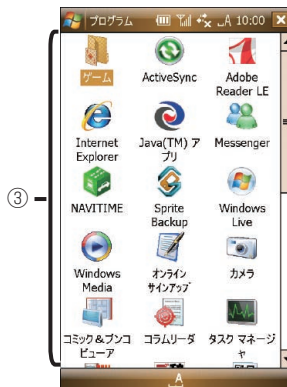 プログラム 10:00
ゲーム ActiveSync Adobe Reader LE
Internet Explorer Java(TM) アプリ Messenger
NAVITIME Sprite Backup Windows Live
Windows Media オンライン サインアップ カメラ
コミック&ブンコ ビューア コラムリーダ タスク マネージャ
③
A